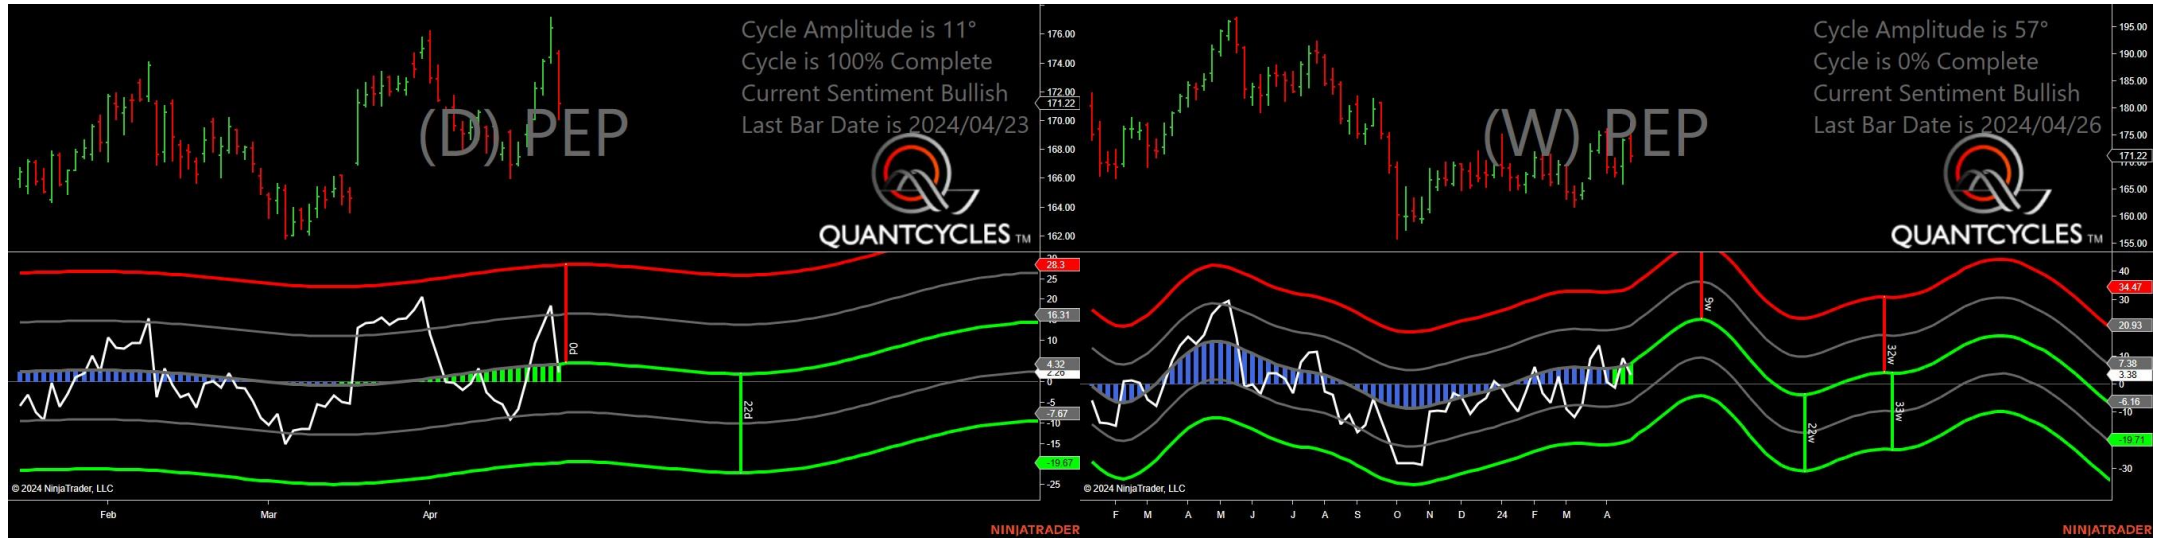 Cycle Amplitude is 11°
Cycle is 100% Complete
Current Sentiment Bullish
Last Bar Date is 2024/04/23
(D) PEP
QUANTCYCLES TM
176.00
174.00
172.00
171.22
170.00
168.00
166.00
164.00
162.00
28.3
25
20
16.31
10
4.32
2.26
0
-5
-7.67
-10
-15
-19.67
-25
0d
22d
© 2024 NinjaTrader, LLC
Feb
Mar
Apr
NINJATRADER
Cycle Amplitude is 57°
Cycle is 0% Complete
Current Sentiment Bullish
Last Bar Date is 2024/04/26
(W) PEP
QUANTCYCLES TM
195.00
190.00
185.00
180.00
175.00
171.22
165.00
160.00
155.00
40
34.47
30
20.93
10
7.38
3.38
0
-6.16
-10
-19.71
-30
9w
22w
32w
33w
© 2024 NinjaTrader, LLC
F M A M J J A S O N D 24 F M A
NINJATRADER